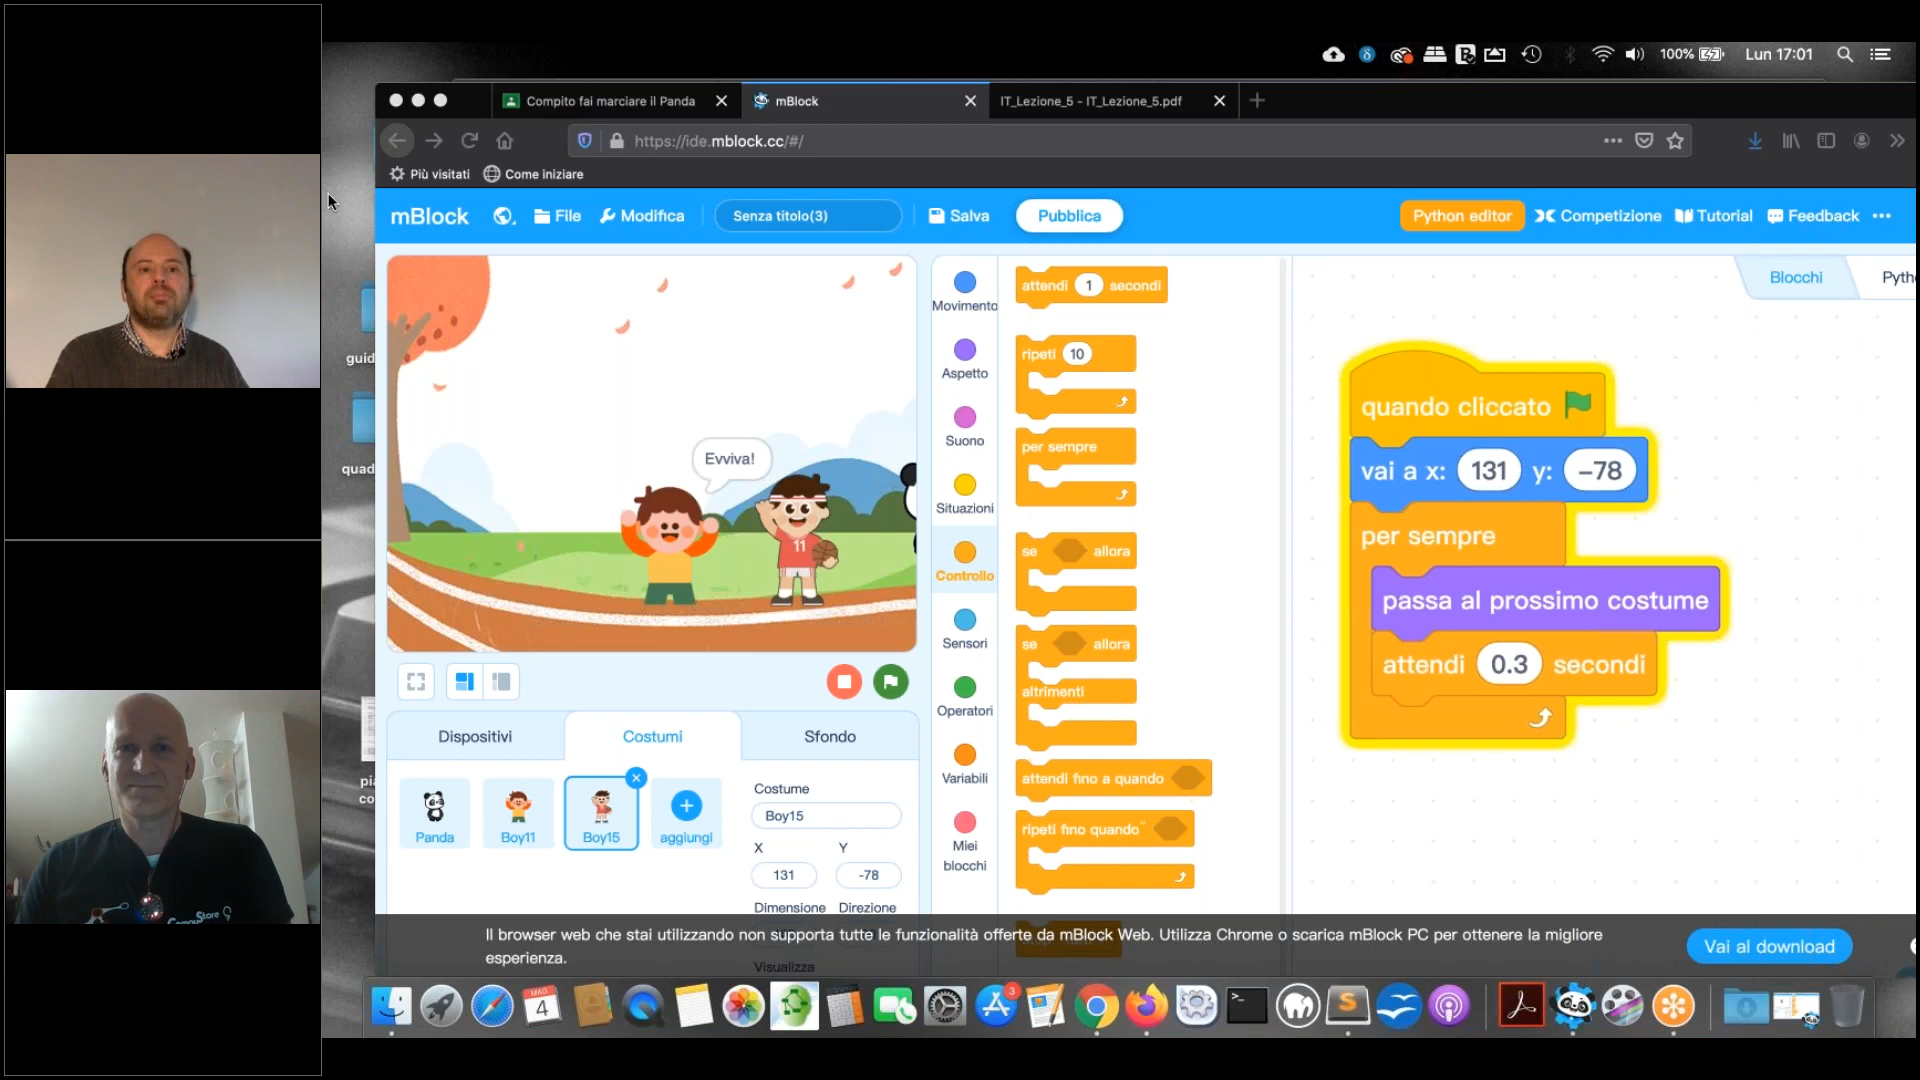 100%
Lun 17:01
Compito fai marciare il Panda
mBlock
IT_Lezione_5 - IT_Lezione_5.pdf
https://ide.mblock.cc/#/
Più visitati
Come iniziare
mBlock
File
Modifica
Senza titolo(3)
Salva
Pubblica
Python editor
Competizione
Tutorial
Feedback
Evviva!
11
guid
quad
Dispositivi
Costumi
Sfondo
Panda
Boy11
Boy15
aggiungi
Costume
Boy15
X
Y
131
-78
Dimensione
Direzione
Visualizza
Movimento
Aspetto
Suono
Situazioni
Controllo
Sensori
Operatori
Variabili
Miei
blocchi
attendi 1 secondi
ripeti 10
per sempre
se allora
se allora
altrimenti
attendi fino a quando
ripeti fino quando
Blocchi
Pyth
quando cliccato
vai a x: 131 y: -78
per sempre
passa al prossimo costume
attendi 0.3 secondi
Il browser web che stai utilizzando non supporta tutte le funzionalità offerte da mBlock Web. Utilizza Chrome o scarica mBlock PC per ottenere la migliore
esperienza.
Vai al download
MAG
4
3